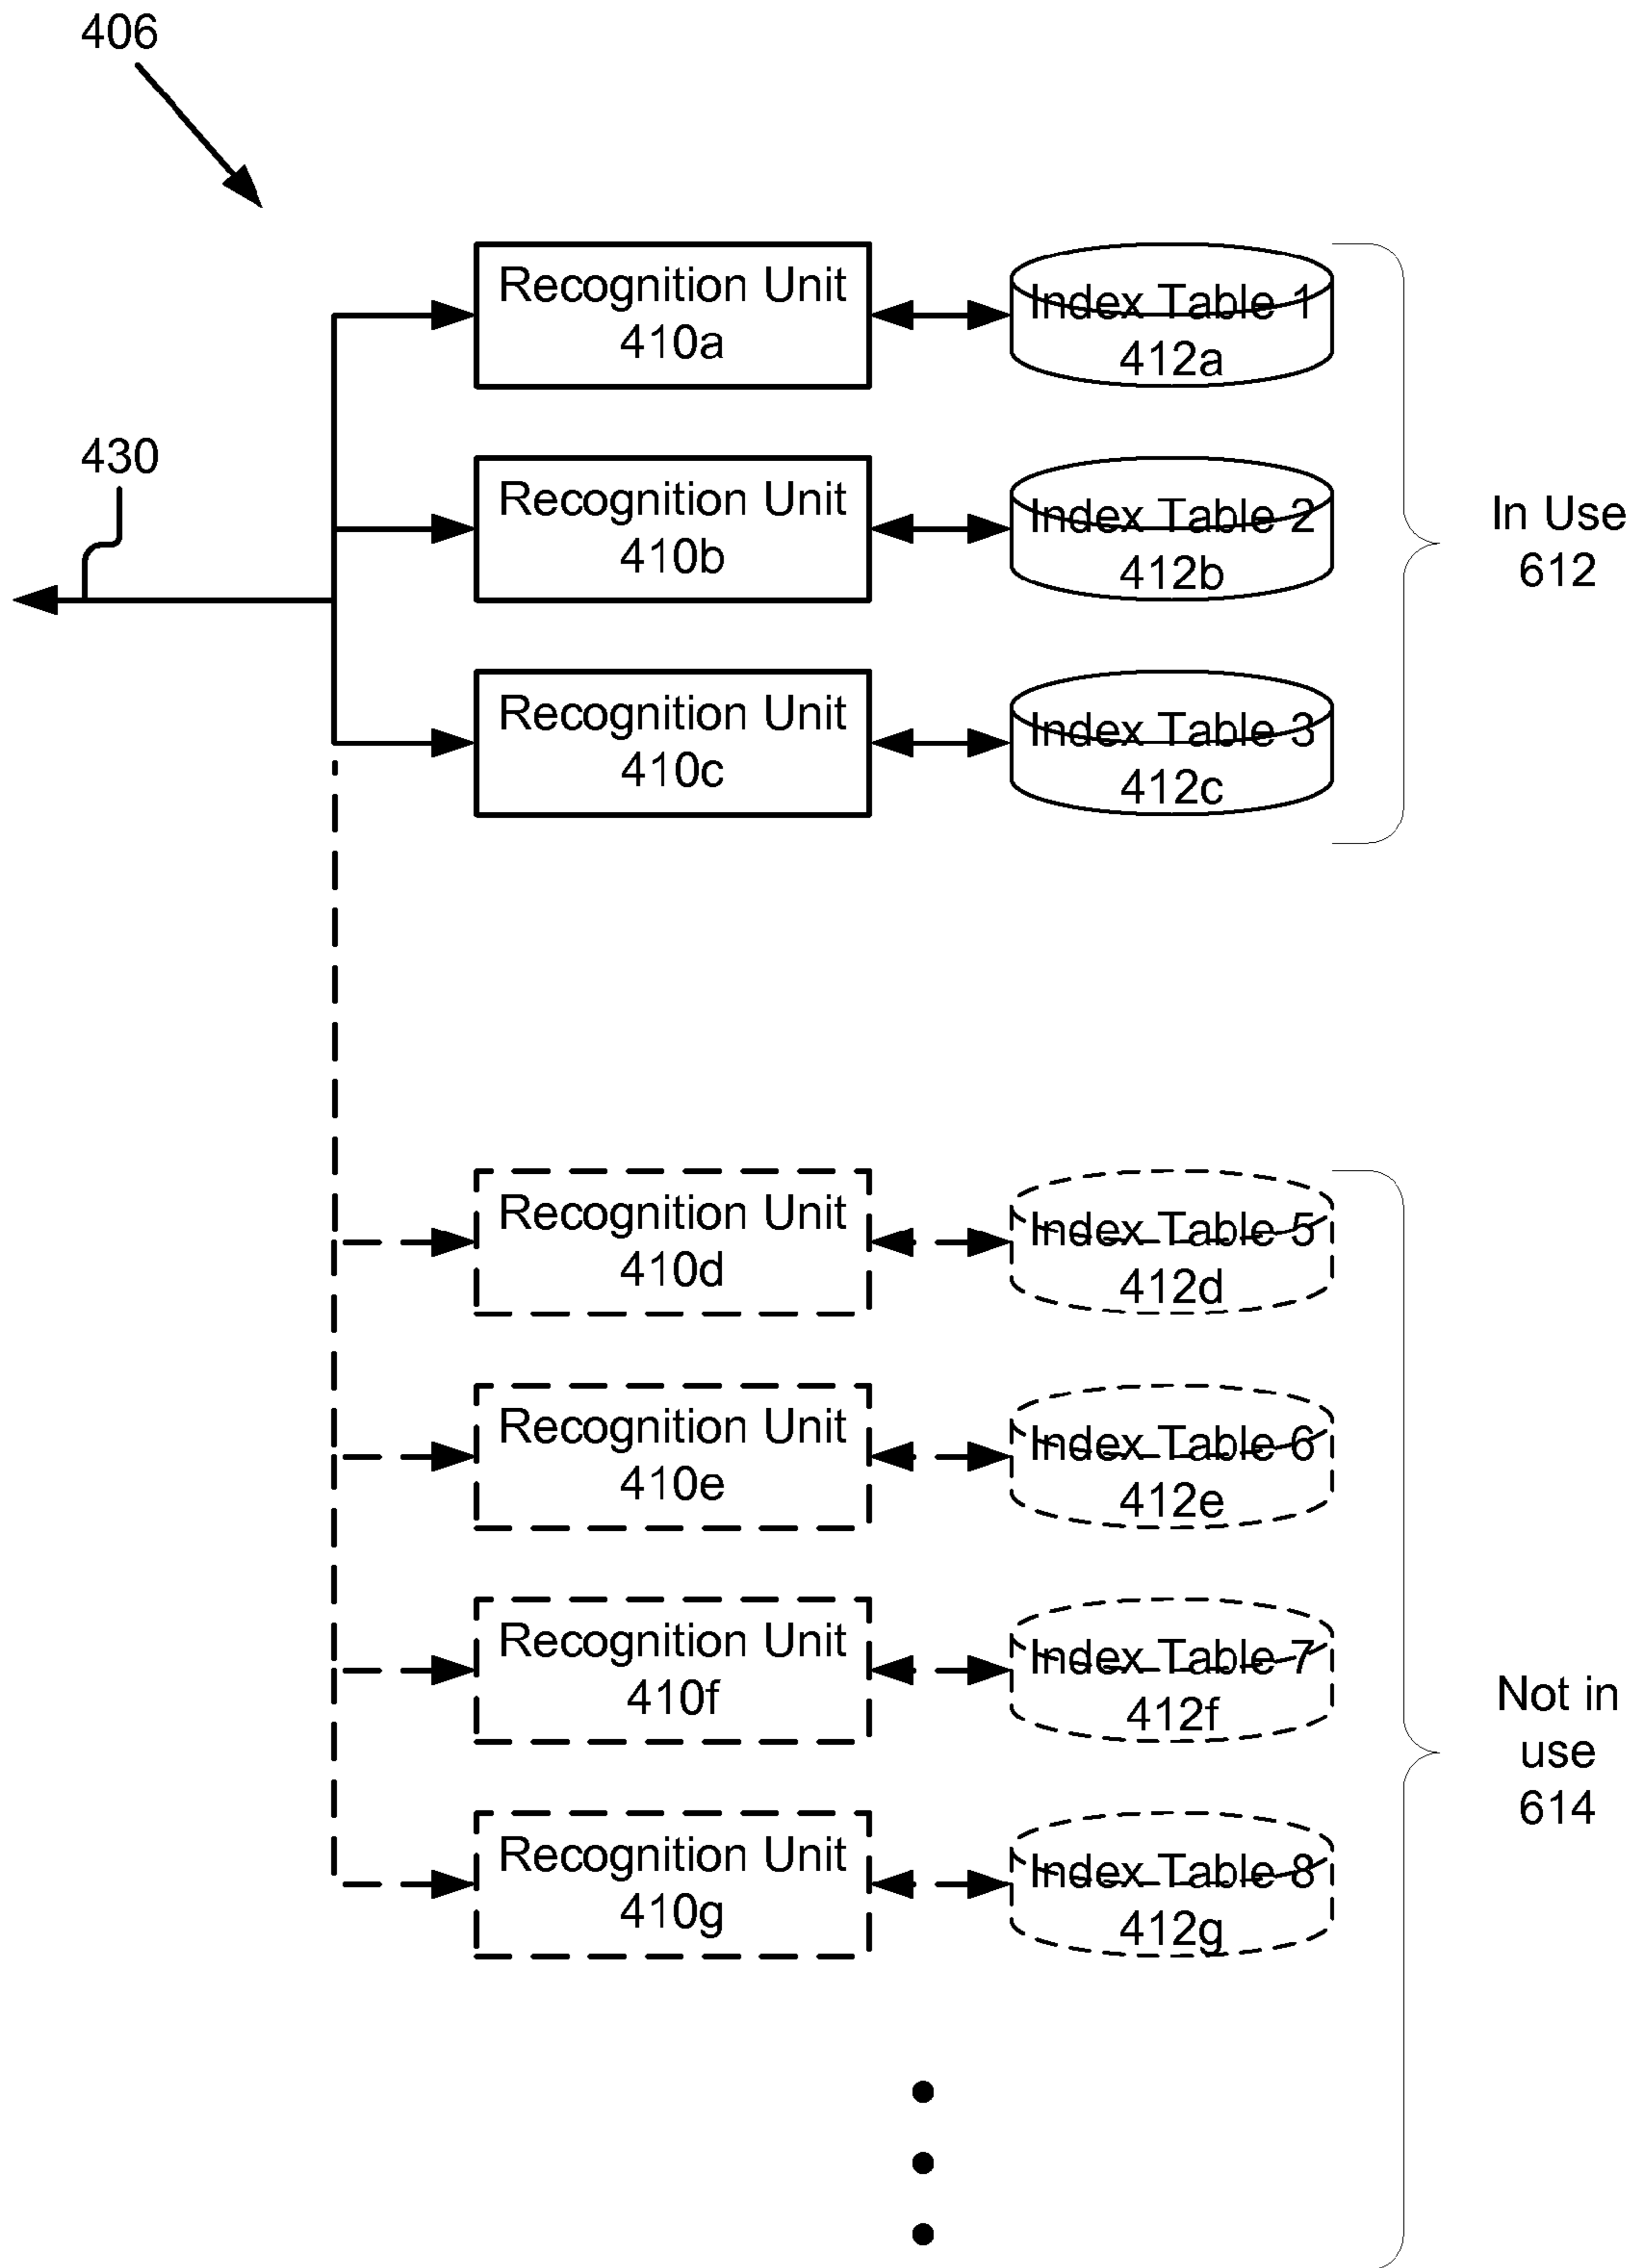 406
Recognition Unit
410a
Index Table 1
412a
430
Recognition Unit
410b
Index Table 2
412b
In Use
612
Recognition Unit
410c
Index Table 3
412c
Recognition Unit
410d
Index Table 5
412d
Recognition Unit
410e
Index Table 6
412e
Recognition Unit
410f
Index Table 7
412f
Not in
use
614
Recognition Unit
410g
Index Table 8
412g